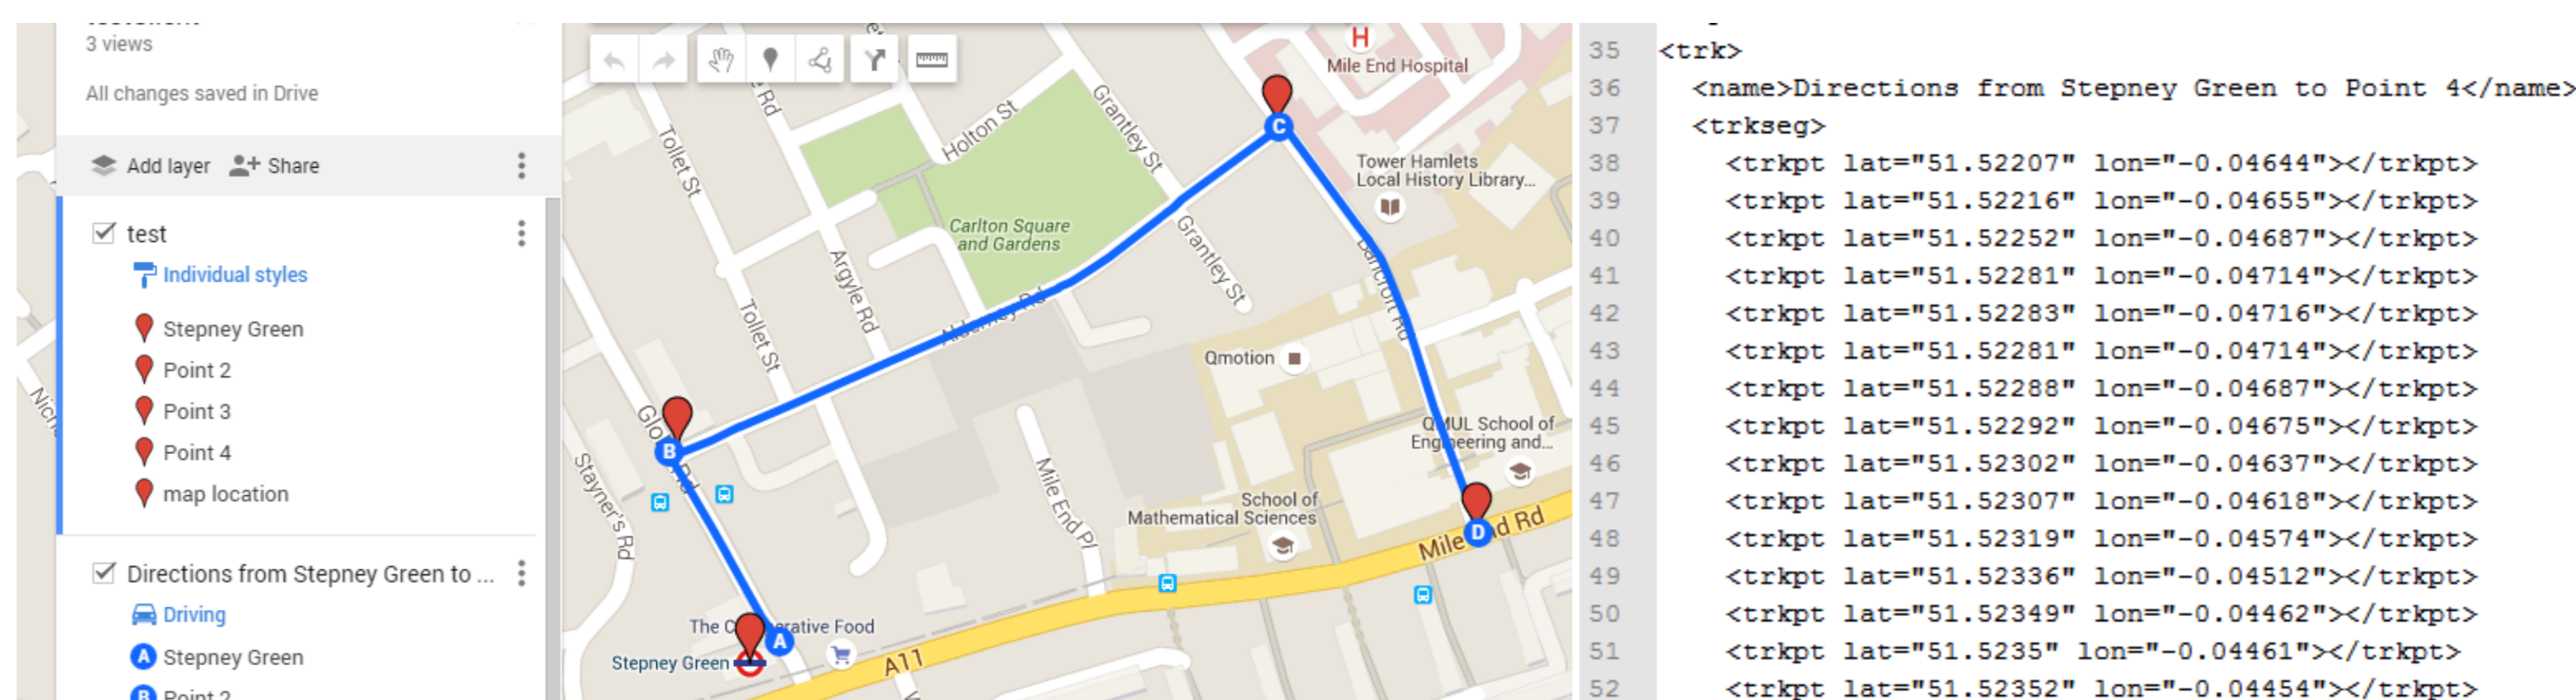 3 views
All changes saved in Drive
Add layer
Share
test
Individual styles
Stepney Green
Point 2
Point 3
Point 4
map location
Directions from Stepney Green to ...
Driving
A Stepney Green
B Point 2
Tollet St
Rd
Holton St
Grantley St
Mile End Hospital
H
C
Tower Hamlets
Local History Library...
Carlton Square
and Gardens
Grantley St
Argyle Rd
Tollet St
Alderney Rd
Bancroft Rd
Qmotion
B
Rd
Stayner's Rd
Mile End Pl
QMUL School of
Engineering and...
School of
Mathematical Sciences
D
Mile
d Rd
A
Stepney Green
A11
35 <trk>
36 <name>Directions from Stepney Green to Point 4</name>
37 <trkseg>
38 <trkpt lat="51.52207" lon="-0.04644"></trkpt>
39 <trkpt lat="51.52216" lon="-0.04655"></trkpt>
40 <trkpt lat="51.52252" lon="-0.04687"></trkpt>
41 <trkpt lat="51.52281" lon="-0.04714"></trkpt>
42 <trkpt lat="51.52283" lon="-0.04716"></trkpt>
43 <trkpt lat="51.52281" lon="-0.04714"></trkpt>
44 <trkpt lat="51.52288" lon="-0.04687"></trkpt>
45 <trkpt lat="51.52292" lon="-0.04675"></trkpt>
46 <trkpt lat="51.52302" lon="-0.04637"></trkpt>
47 <trkpt lat="51.52307" lon="-0.04618"></trkpt>
48 <trkpt lat="51.52319" lon="-0.04574"></trkpt>
49 <trkpt lat="51.52336" lon="-0.04512"></trkpt>
50 <trkpt lat="51.52349" lon="-0.04462"></trkpt>
51 <trkpt lat="51.5235" lon="-0.04461"></trkpt>
52 <trkpt lat="51.52352" lon="-0.04454"></trkpt>